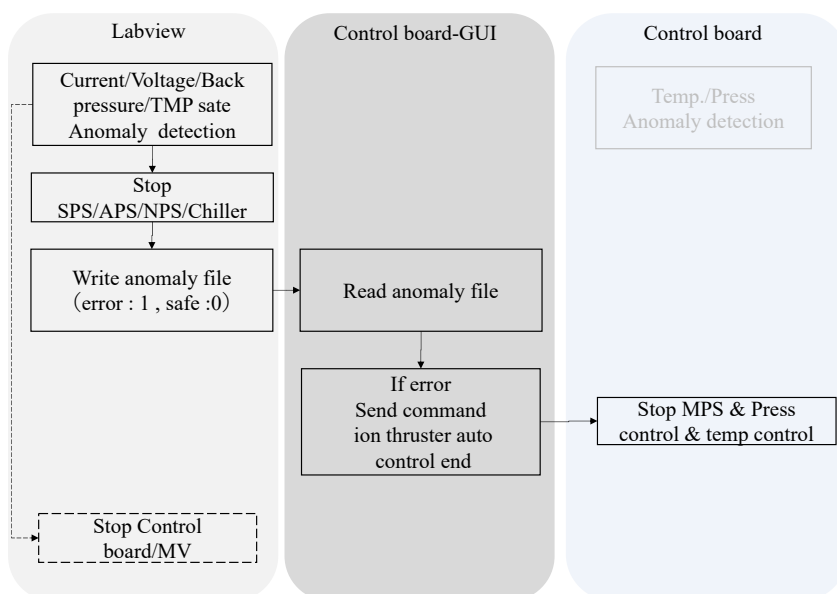 Labview
Current/Voltage/Back
pressure/TMP sate
Anomaly detection
Stop
SPS/APS/NPS/Chiller
Write anomaly file
（error : 1 , safe :0）
Stop Control
board/MV
Control board-GUI
Read anomaly file
If error
Send command
ion thruster auto
control end
Control board
Temp./Press
Anomaly detection
Stop MPS & Press
control & temp control